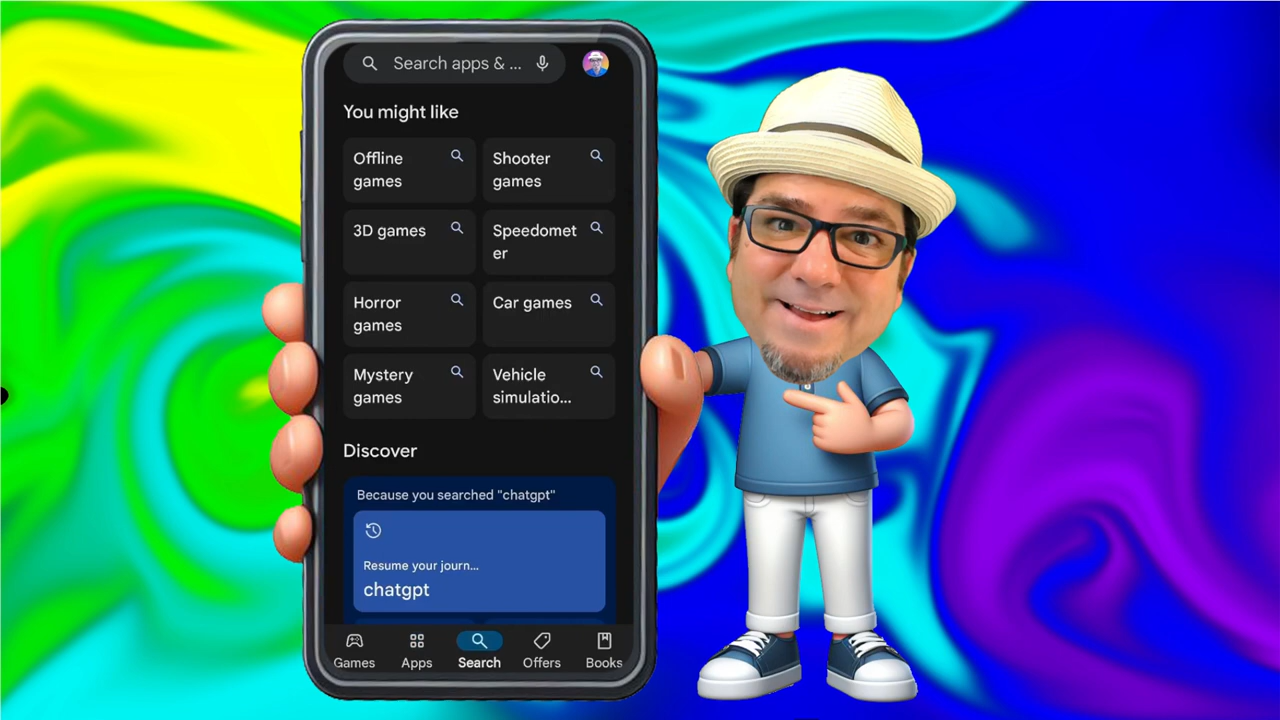 Search apps & ...
You might like
Offline
games
Shooter
games
3D games
Speedomet
er
Horror
games
Car games
Mystery
games
Vehicle
simulatio...
Discover
Because you searched "chatgpt"
Resume your journ...
chatgpt
Games
Apps
Search
Offers
Books